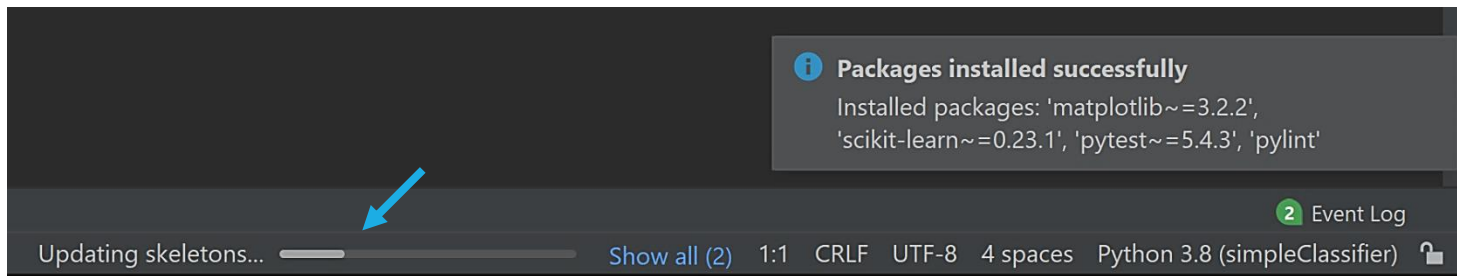 Packages installed successfully
Installed packages: 'matplotlib~=3.2.2',
'scikit-learn~=0.23.1', 'pytest~=5.4.3', 'pylint'
2 Event Log
Updating skeletons... Show all (2) 1:1 CRLF UTF-8 4 spaces Python 3.8 (simpleClassifier)